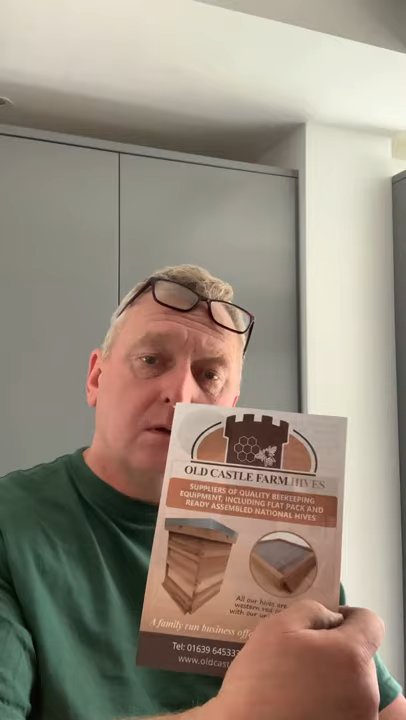 OLD CASTLE FARM HIVES
SUPPLIERS OF QUALITY BEEKEEPING
EQUIPMENT, INCLUDING FLAT PACK AND
READY ASSEMBLED NATIONAL HIVES
All our hives are
western red
with our
A family run business
Tel: 01639 64533
www.oldcast